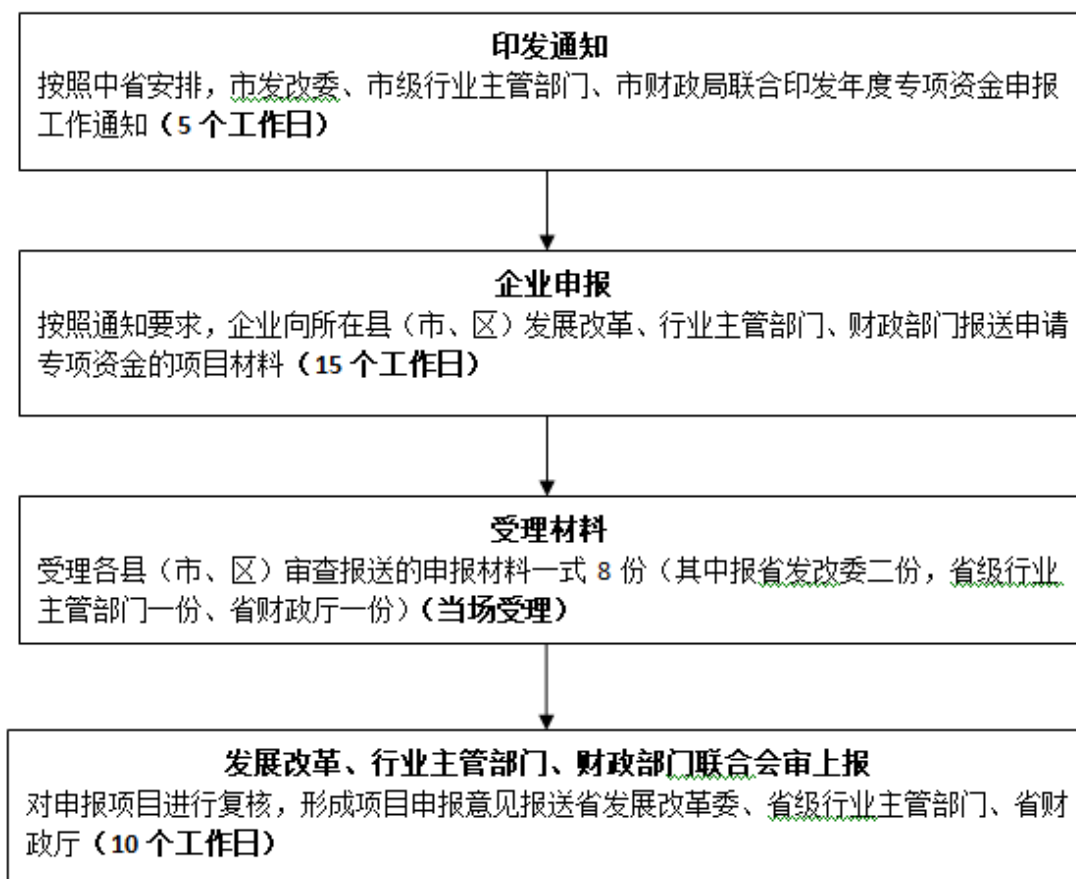 印发通知
按照中省安排，市发改委、市级行业主管部门、市财政局联合印发年度专项资金申报
工作通知（5 个工作日）
企业申报
按照通知要求，企业向所在县（市、区）发展改革、行业主管部门、财政部门报送申请
专项资金的项目材料（15 个工作日）
受理材料
受理各县（市、区）审查报送的申报材料一式 8 份（其中报省发改委二份，省级行业
主管部门一份、省财政厅一份）（当场受理）
发展改革、行业主管部门、财政部门联合会审上报
对申报项目进行复核，形成项目申报意见报送省发展改革委、省级行业主管部门、省财
政厅（10 个工作日）